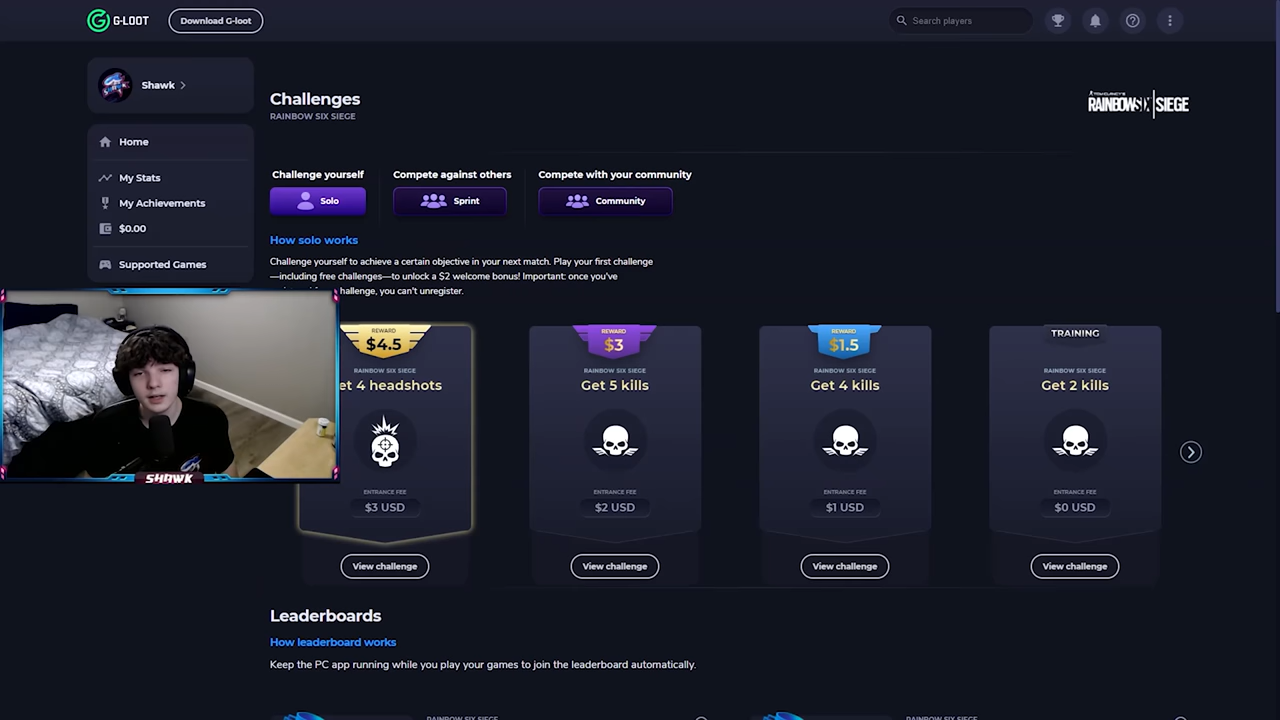 G-LOOT
Download G-loot
Search players
Shawk
Home
My Stats
My Achievements
$0.00
Supported Games
Challenges
RAINBOW SIX SIEGE
TOM CLANCY'S
RAINBOW SIX SIEGE
Challenge yourself
Compete against others
Compete with your community
Solo
Sprint
Community
How solo works
Challenge yourself to achieve a certain objective in your next match. Play your first challenge
—including free challenges—to unlock a $2 welcome bonus! Important: once you've
challenge, you can't unregister.
REWARD
$4.5
RAINBOW SIX SIEGE
et 4 headshots
ENTRANCE FEE
$3 USD
View challenge
REWARD
$3
RAINBOW SIX SIEGE
Get 5 kills
ENTRANCE FEE
$2 USD
View challenge
REWARD
$1.5
RAINBOW SIX SIEGE
Get 4 kills
ENTRANCE FEE
$1 USD
View challenge
TRAINING
RAINBOW SIX SIEGE
Get 2 kills
ENTRANCE FEE
$0 USD
View challenge
SHAWK
Leaderboards
How leaderboard works
Keep the PC app running while you play your games to join the leaderboard automatically.
RAINBOW SIX SIEGE
RAINBOW SIX SIEGE